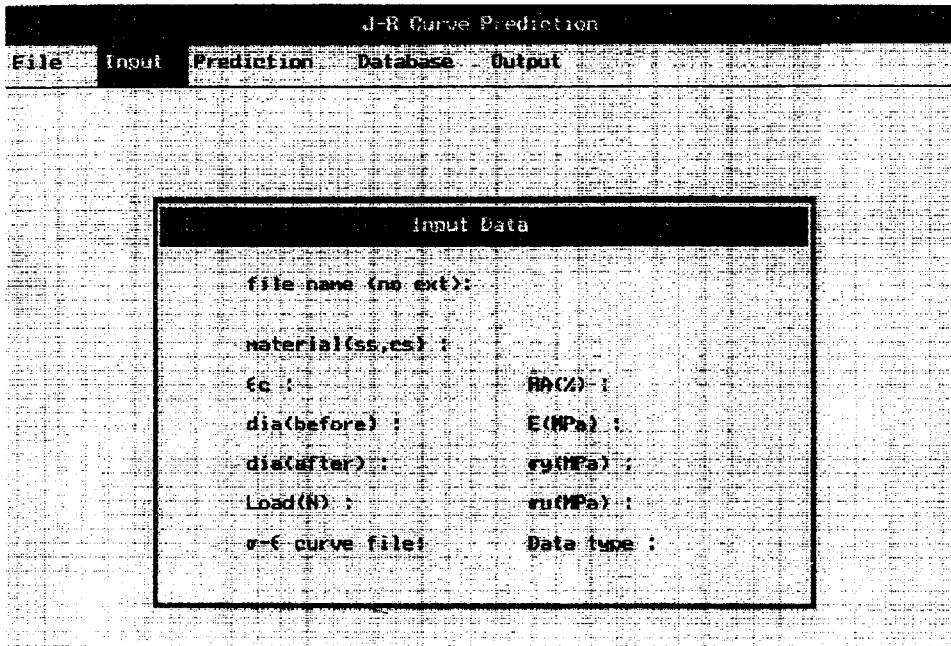 J-R Curve Prediction
File Input Prediction Database Output
Input Data
file name (no ext):
material(ss,cs) :
εc : RA(%) :
dia(before) : E(MPa) :
dia(after) : σy(MPa) :
Load(N) : σu(MPa) :
σ-ε curve file: Data type :